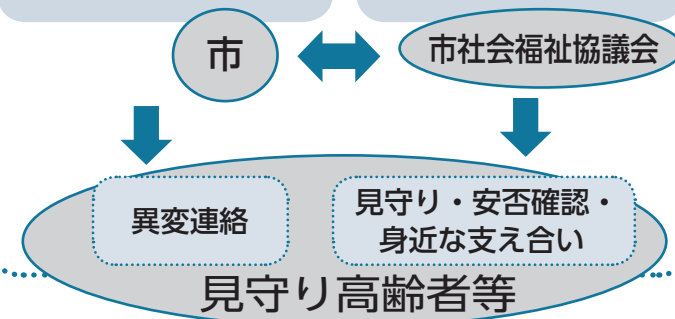 市
市社会福祉協議会
異変連絡
見守り・安否確認・
身近な支え合い
見守り高齢者等